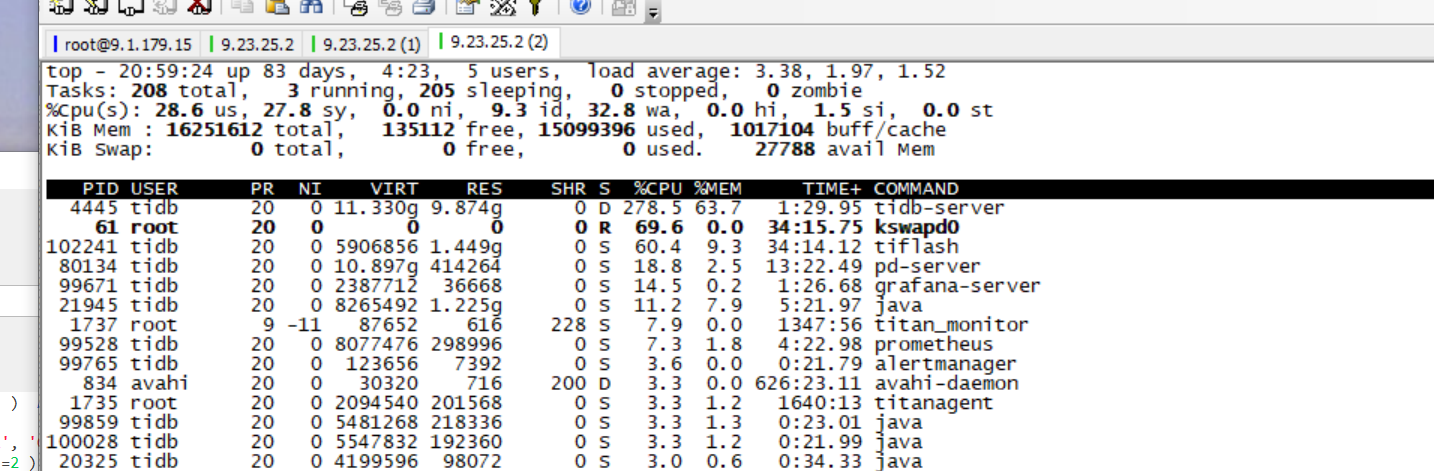 root@9.1.179.15 9.23.25.2 9.23.25.2 (1) 9.23.25.2 (2)
top - 20:59:24 up 83 days, 4:23, 5 users, load average: 3.38, 1.97, 1.52
Tasks: 208 total, 3 running, 205 sleeping, 0 stopped, 0 zombie
%Cpu(s): 28.6 us, 27.8 sy, 0.0 ni, 9.3 id, 32.8 wa, 0.0 hi, 1.5 si, 0.0 st
KiB Mem : 16251612 total, 135112 free, 15099396 used, 1017104 buff/cache
KiB Swap: 0 total, 0 free, 0 used. 27788 avail Mem
PID USER PR NI VIRT RES SHR S %CPU %MEM TIME+ COMMAND
4445 tidb 20 0 11.330g 9.874g 0 D 278.5 63.7 1:29.95 tidb-server
61 root 20 0 0 0 0 R 69.6 0.0 34:15.75 kswapd0
102241 tidb 20 0 5906856 1.449g 0 S 60.4 9.3 34:14.12 tiflash
80134 tidb 20 0 10.897g 414264 0 S 18.8 2.5 13:22.49 pd-server
99671 tidb 20 0 2387712 36668 0 S 14.5 0.2 1:26.68 grafana-server
21945 tidb 20 0 8265492 1.225g 0 S 11.2 7.9 5:21.97 java
1737 root 9 -11 87652 616 228 S 7.9 0.0 1347:56 titan_monitor
99528 tidb 20 0 8077476 298996 0 S 7.3 1.8 4:22.98 prometheus
99765 tidb 20 0 123656 7392 0 S 3.6 0.0 0:21.79 alertmanager
834 avahi 20 0 30320 716 200 D 3.3 0.0 626:23.11 avahi-daemon
1735 root 20 0 2094540 201568 0 S 3.3 1.2 1640:13 titanagent
99859 tidb 20 0 5481268 218336 0 S 3.3 1.3 0:23.01 java
100028 tidb 20 0 5547832 192360 0 S 3.3 1.2 0:21.99 java
20325 tidb 20 0 4199596 98072 0 S 3.0 0.6 0:34.33 java
)
', '
=2 )